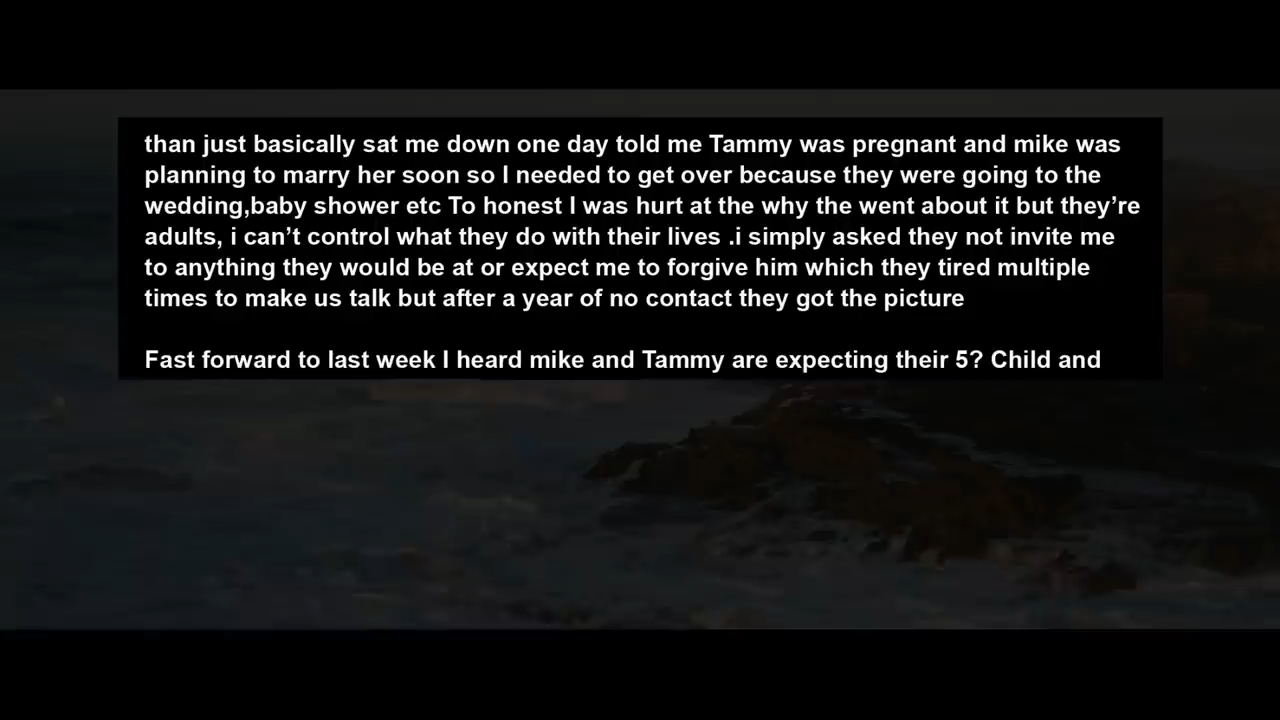 than just basically sat me down one day told me Tammy was pregnant and mike was
planning to marry her soon so I needed to get over because they were going to the
wedding,baby shower etc To honest I was hurt at the why the went about it but they’re
adults, i can’t control what they do with their lives .i simply asked they not invite me
to anything they would be at or expect me to forgive him which they tired multiple
times to make us talk but after a year of no contact they got the picture
Fast forward to last week I heard mike and Tammy are expecting their 5? Child and